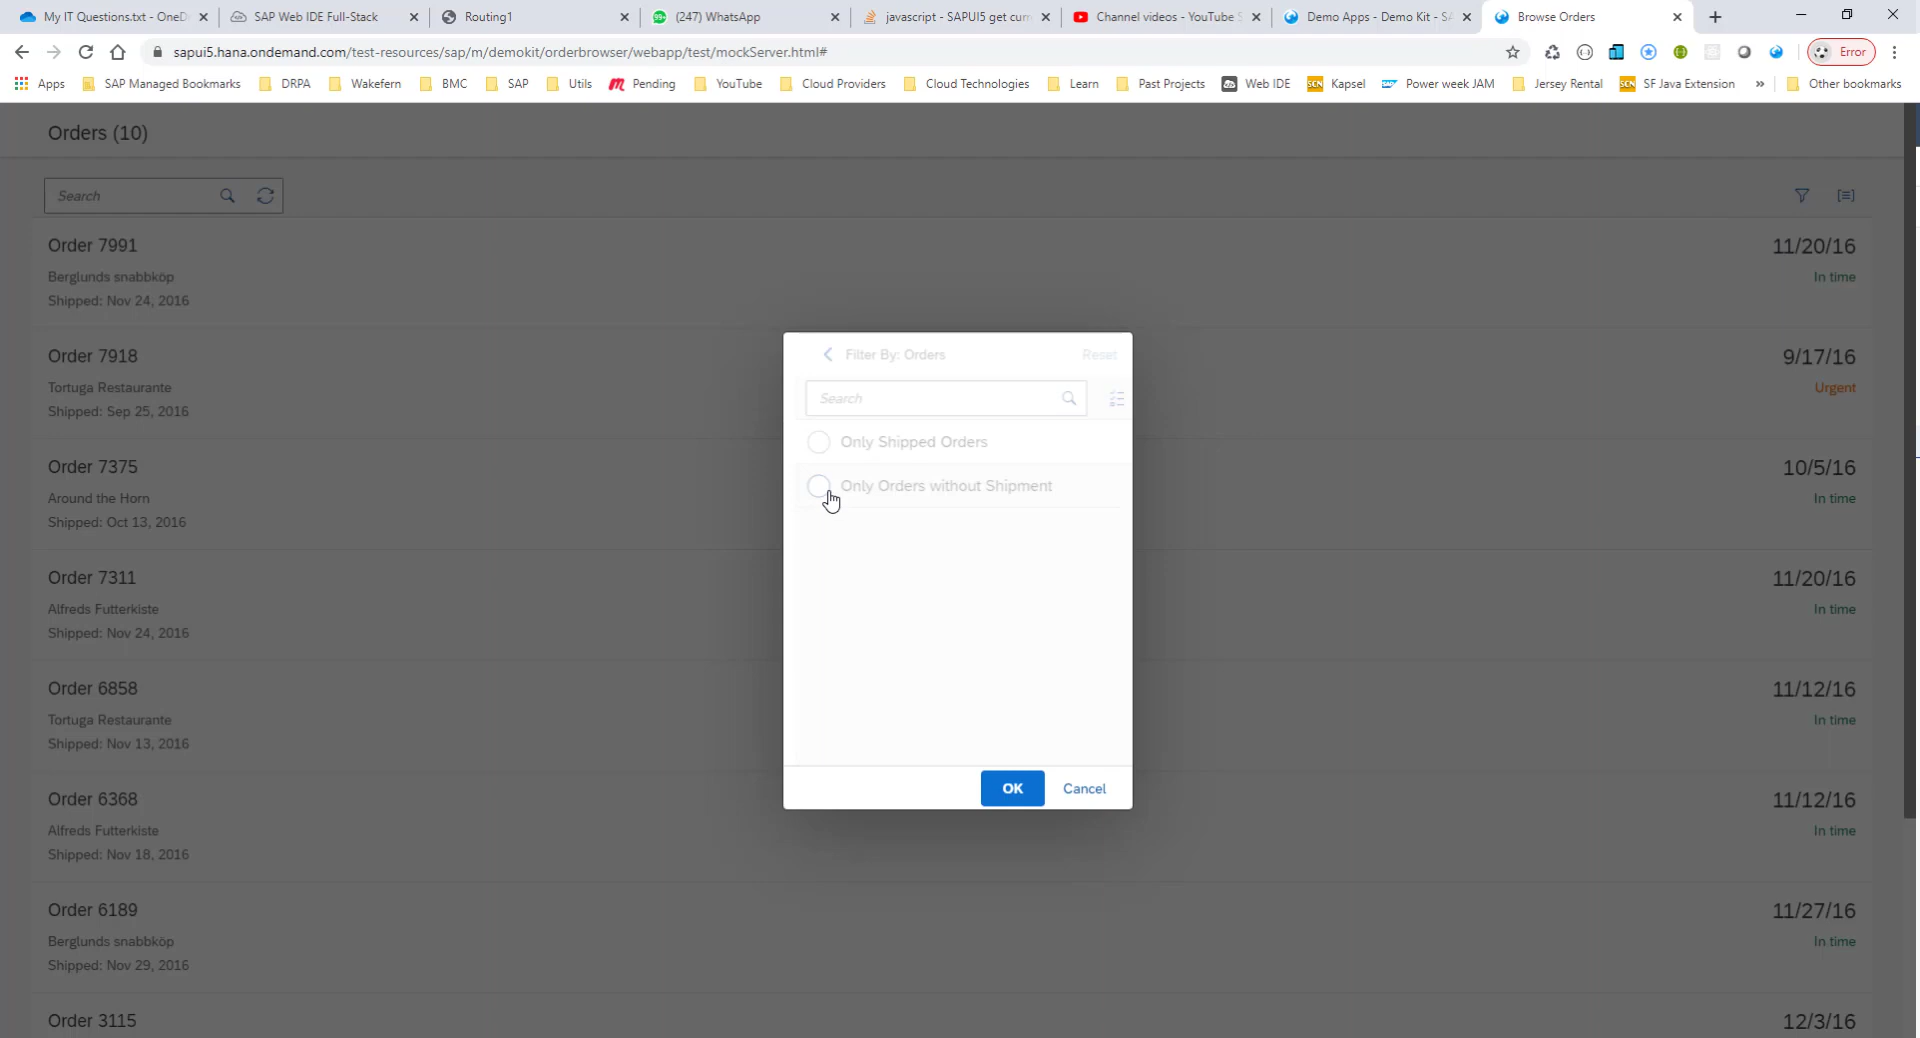 My IT Questions.txt - OneD
SAP Web IDE Full-Stack
Routing1
99+
(247) WhatsApp
javascript - SAPUI5 get curr
Channel videos - YouTube S
Demo Apps - Demo Kit - SA
Browse Orders
sapui5.hana.ondemand.com/test-resources/sap/m/demokit/orderbrowser/webapp/test/mockServer.html#
Error
Apps
SAP Managed Bookmarks
DRPA
Wakefern
BMC
SAP
Utils
Pending
YouTube
Cloud Providers
Cloud Technologies
Learn
Past Projects
Web IDE
SCN
Kapsel
Power week JAM
Jersey Rental
SCN
SF Java Extension
»
Other bookmarks
Orders (10)
Search
Order 7991
11/20/16
Berglunds snabbköp
In time
Shipped: Nov 24, 2016
Order 7918
9/17/16
Tortuga Restaurante
Urgent
Shipped: Sep 25, 2016
Order 7375
10/5/16
Around the Horn
In time
Shipped: Oct 13, 2016
Order 7311
11/20/16
Alfreds Futterkiste
In time
Shipped: Nov 24, 2016
Order 6858
11/12/16
Tortuga Restaurante
In time
Shipped: Nov 13, 2016
Order 6368
11/12/16
Alfreds Futterkiste
In time
Shipped: Nov 18, 2016
Order 6189
11/27/16
Berglunds snabbköp
In time
Shipped: Nov 29, 2016
Order 3115
12/3/16
Filter By: Orders
Reset
Search
Only Shipped Orders
Only Orders without Shipment
OK
Cancel